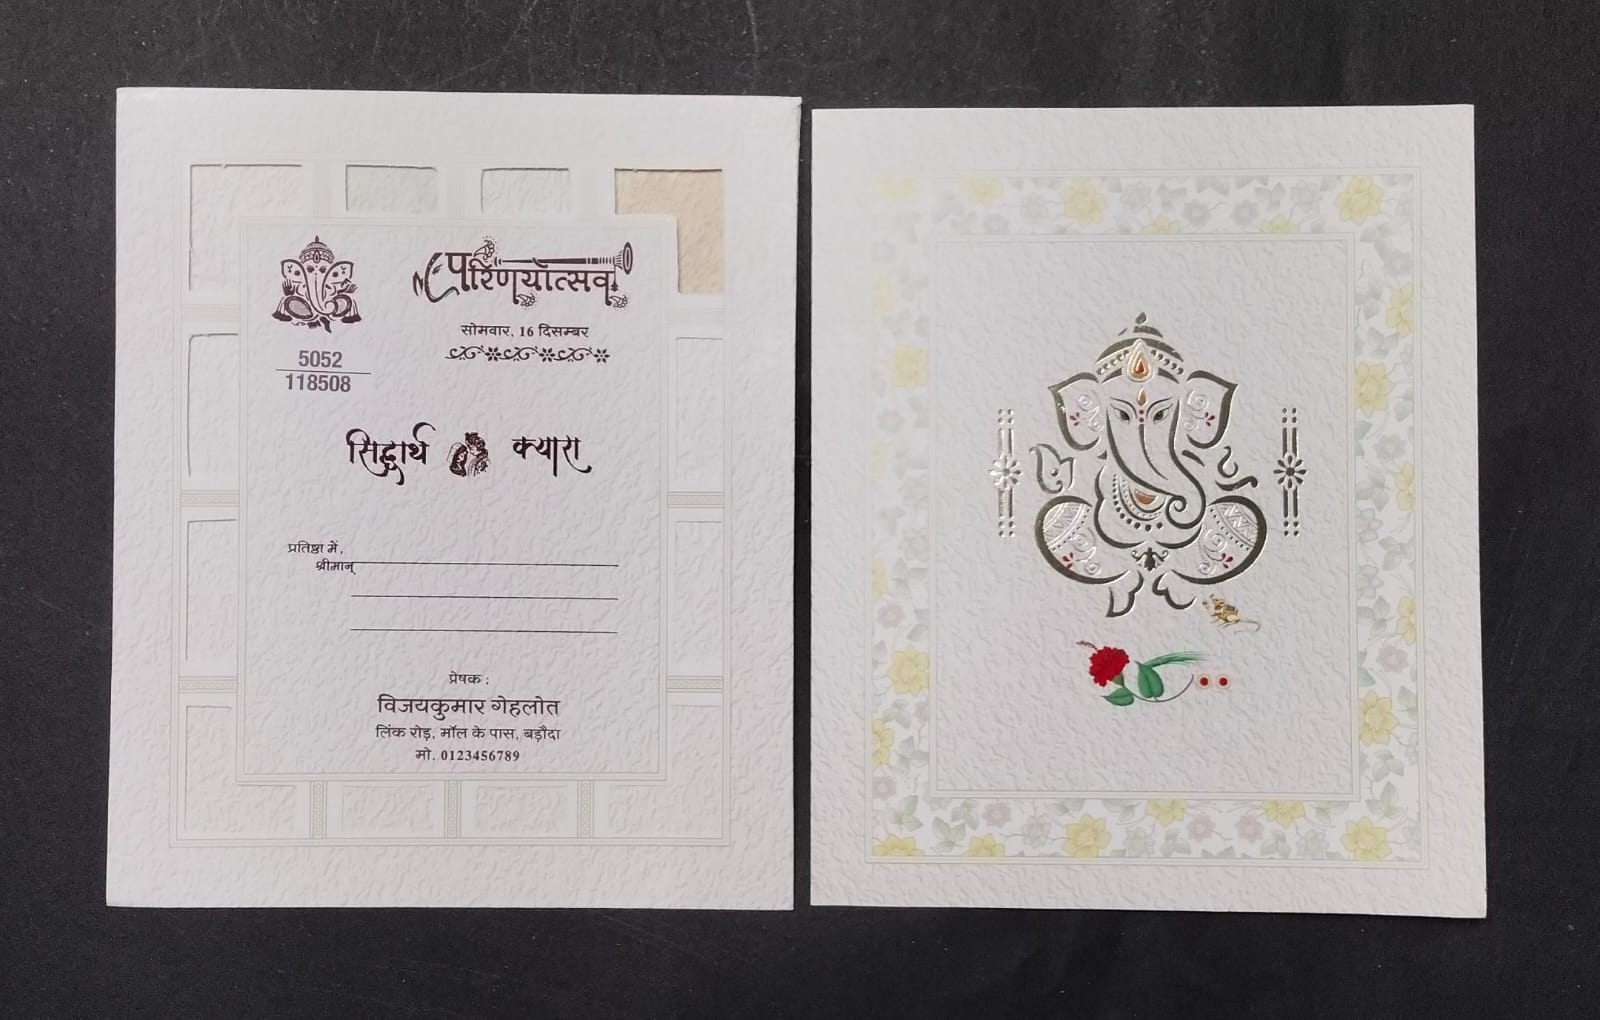 परिणयोत्सव
सोमवार, 16 दिसम्बर
5052
118508
सिद्धार्थ क्यारा
प्रतिष्ठा में,
श्रीमान्
प्रेषक :
विजयकुमार गेहलोत
लिंक रोड़, मॉल के पास, बड़ौदा
मो. 0123456789